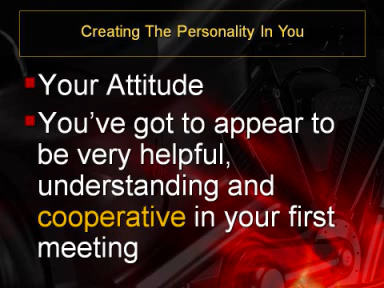 Creating The Personality In You
Your Attitude
You've got to appear to
be very helpful,
understanding and
cooperative in your first
meeting